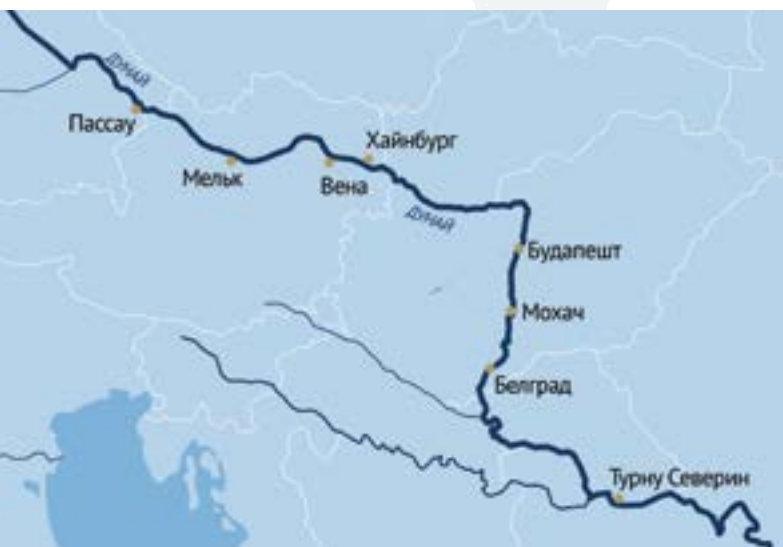 ДУНАЙ
Пассау
Хайнбург
Мельк
Вена
ДУНАЙ
Будапешт
Мохач
Белград
Турну Северин